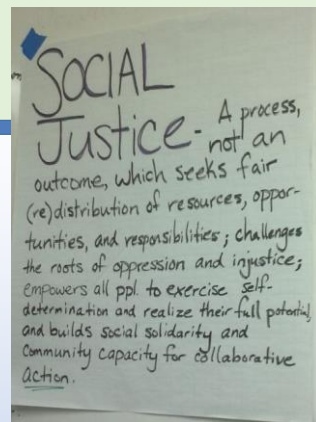 SOCIAL
Justice - A process,
not an
outcome, which seeks fair
(re)distribution of resources, oppor-
tunities, and responsibilities; challenges
the roots of oppression and injustice;
empowers all ppl. to exercise self-
determination and realize their full potential,
and builds social solidarity and
Community capacity for collaborative
action.